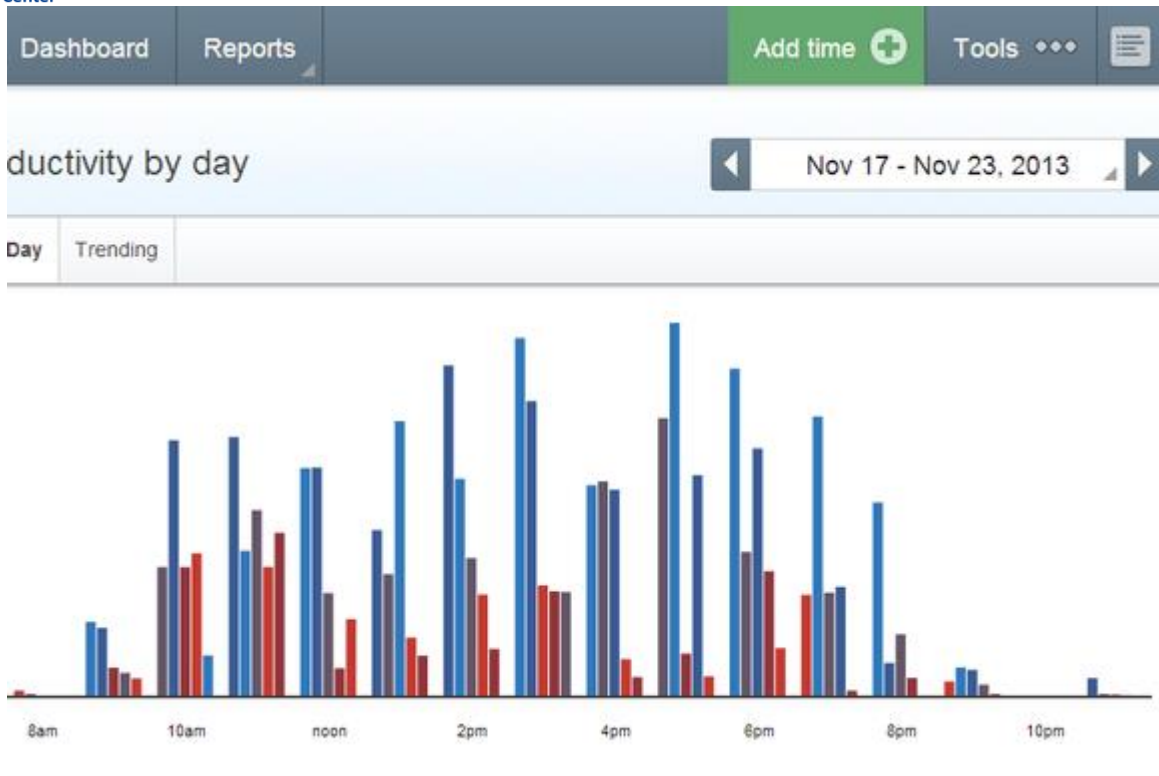 Center
Dashboard Reports Add time Tools
ductivity by day
Nov 17 - Nov 23, 2013
Day Trending
8am 10am noon 2pm 4pm 6pm 8pm 10pm